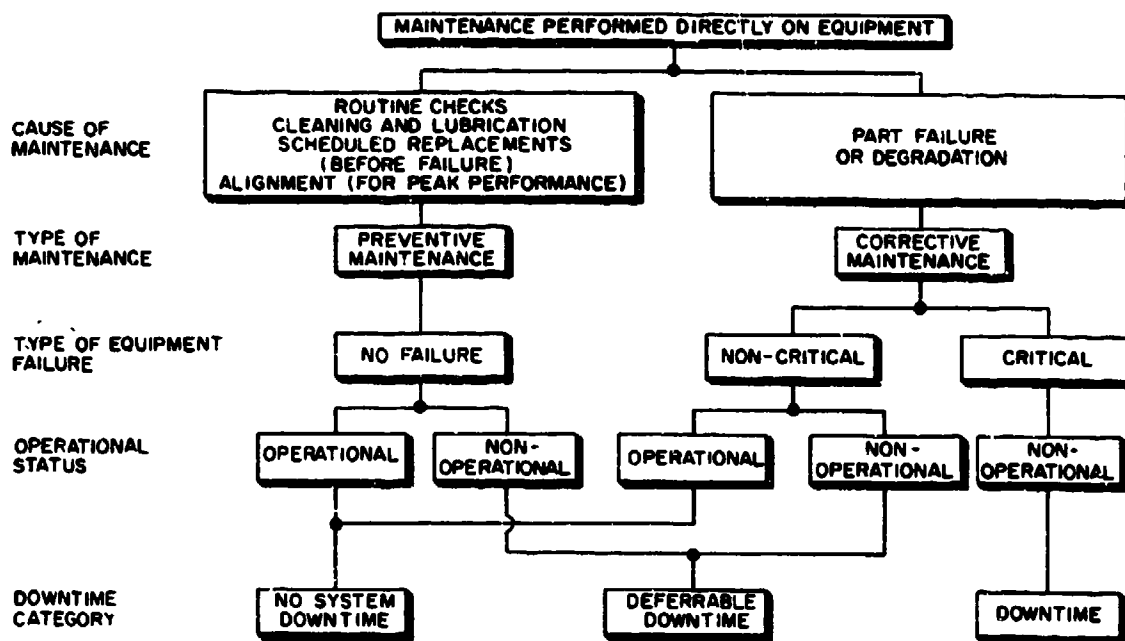 MAINTENANCE PERFORMED DIRECTLY ON EQUIPMENT
CAUSE OF
MAINTENANCE
ROUTINE CHECKS
CLEANING AND LUBRICATION
SCHEDULED REPLACEMENTS
(BEFORE FAILURE)
ALIGNMENT (FOR PEAK PERFORMANCE)
PART FAILURE
OR DEGRADATION
TYPE OF
MAINTENANCE
PREVENTIVE
MAINTENANCE
CORRECTIVE
MAINTENANCE
TYPE OF EQUIPMENT
FAILURE
NO FAILURE
NON-CRITICAL
CRITICAL
OPERATIONAL
STATUS
OPERATIONAL
NON-
OPERATIONAL
OPERATIONAL
NON-
OPERATIONAL
NON-
OPERATIONAL
DOWNTIME
CATEGORY
NO SYSTEM
DOWNTIME
DEFERRABLE
DOWNTIME
DOWNTIME